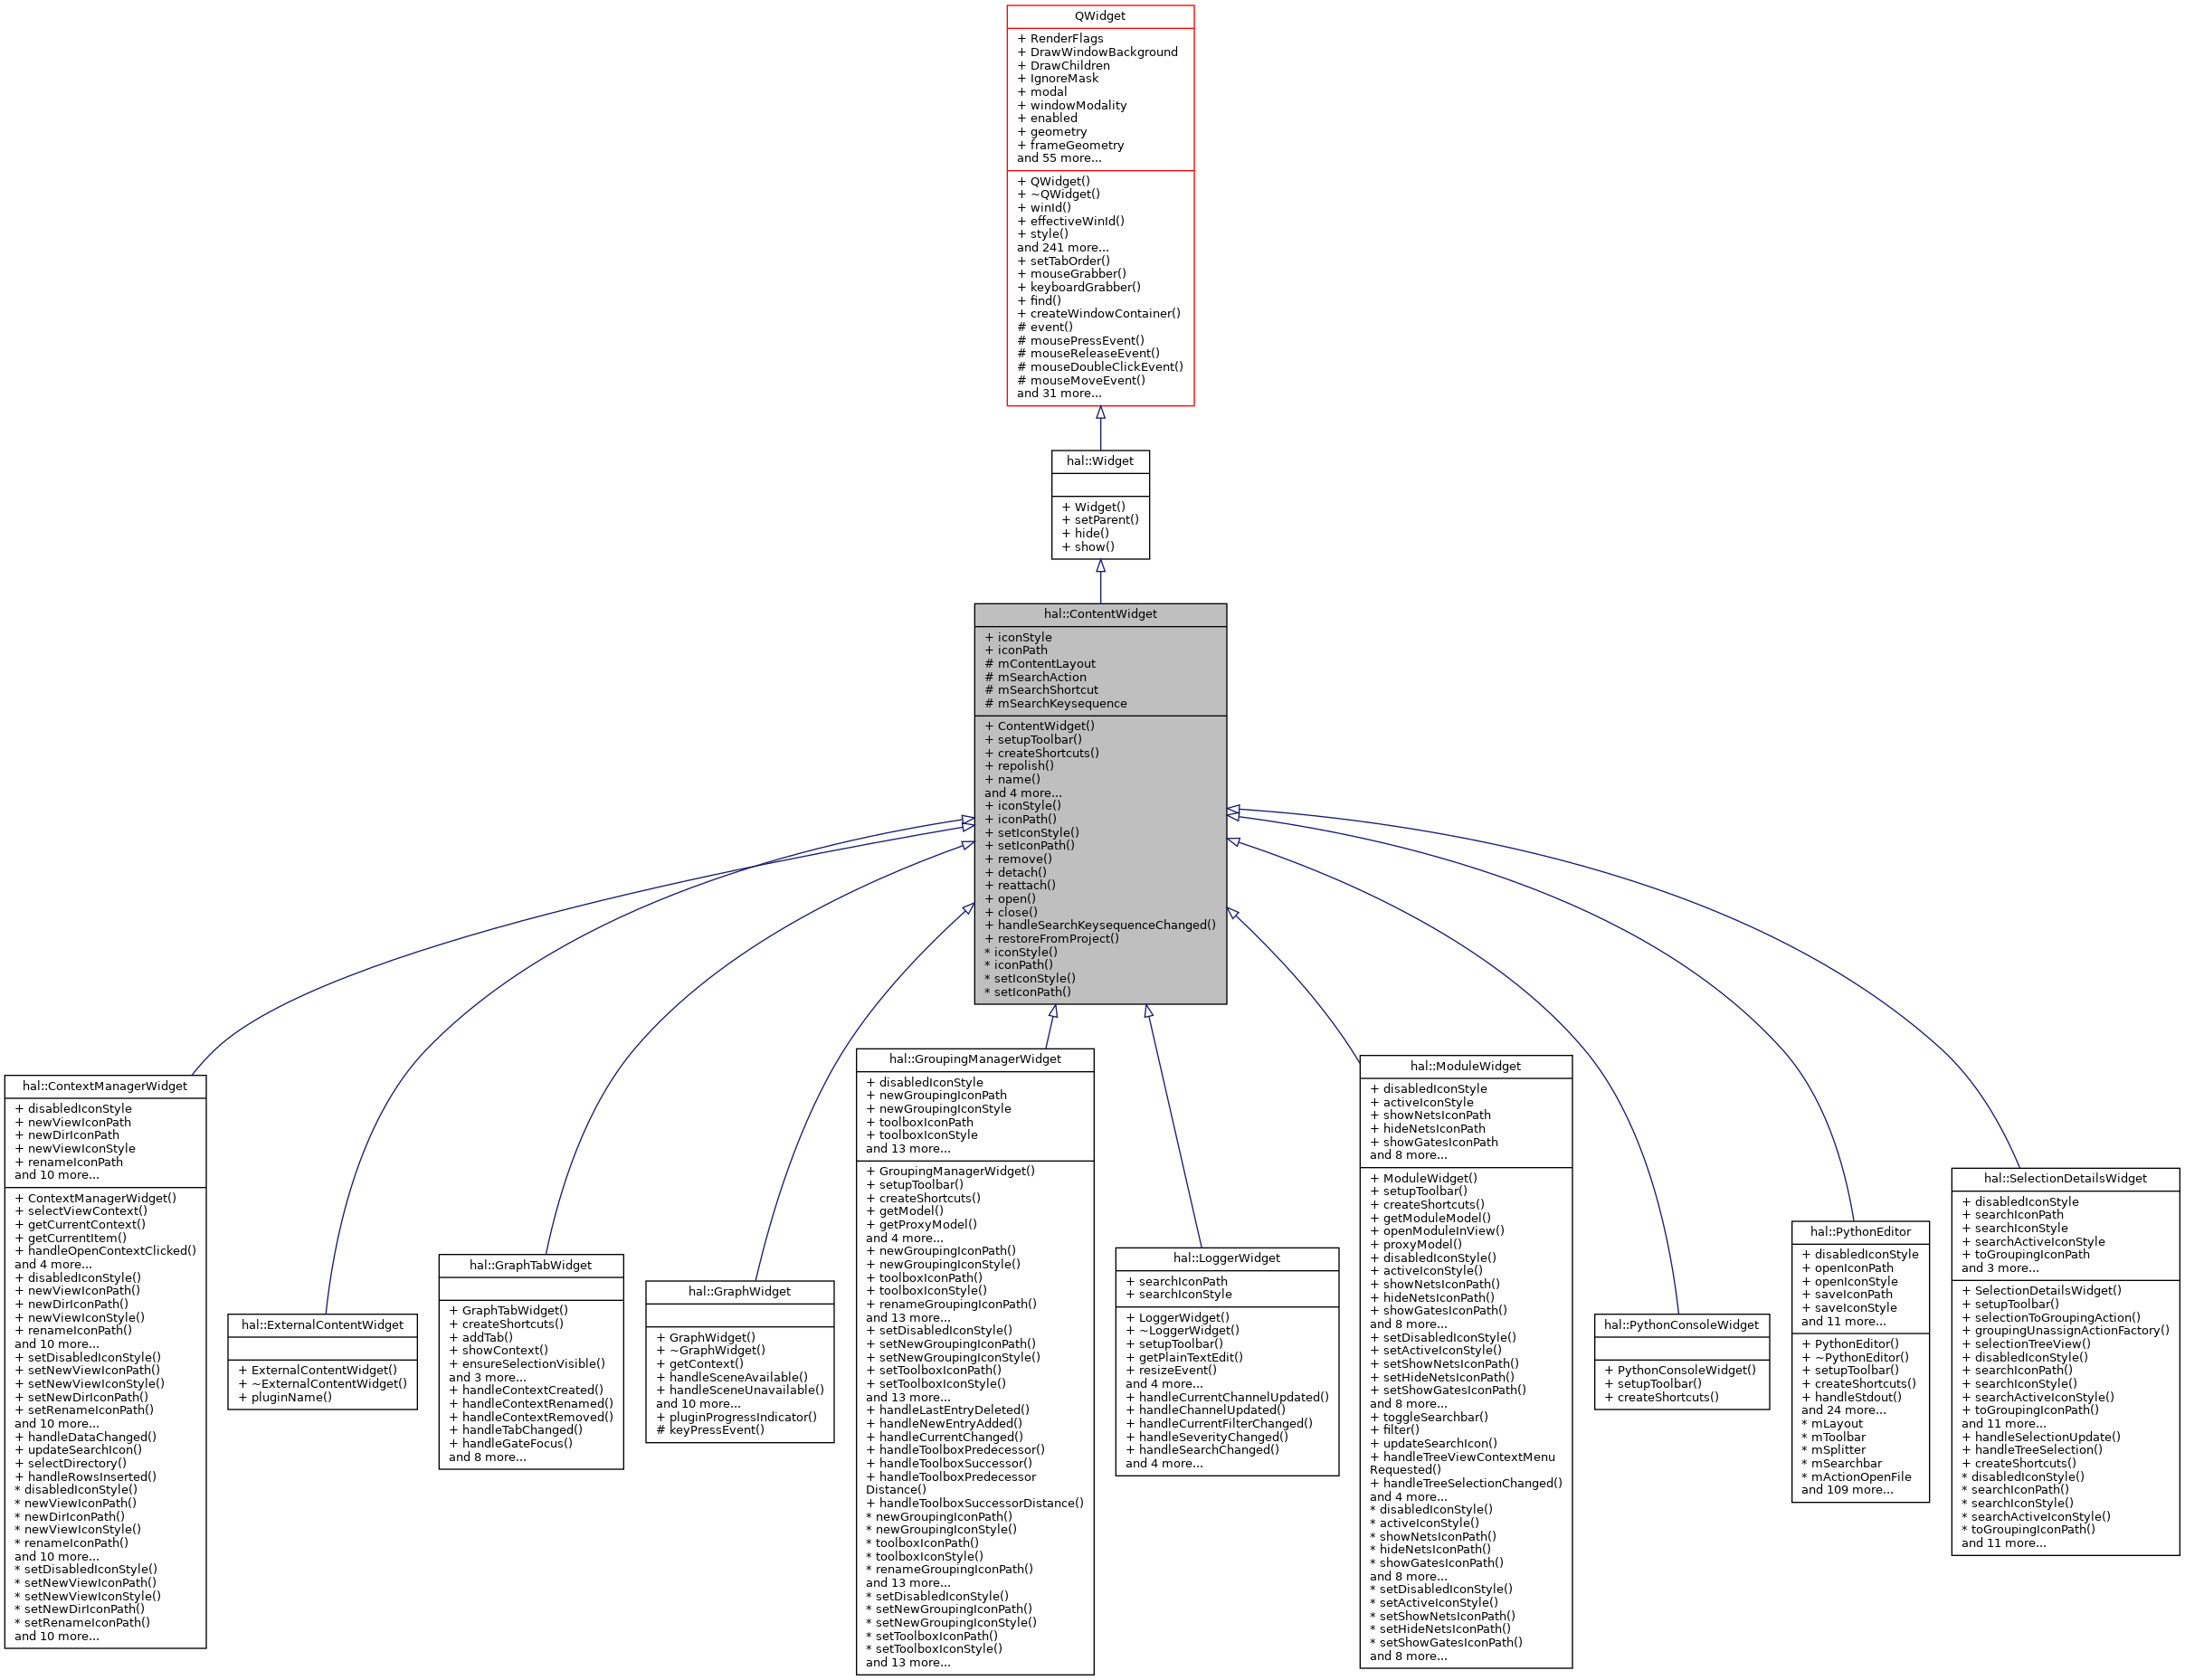 QWidget
+ RenderFlags
+ DrawWindowBackground
+ DrawChildren
+ IgnoreMask
+ modal
+ windowModality
+ enabled
+ geometry
+ frameGeometry
and 55 more...
+ QWidget()
+ ~QWidget()
+ winId()
+ effectiveWinId()
+ style()
and 241 more...
+ setTabOrder()
+ mouseGrabber()
+ keyboardGrabber()
+ find()
+ createWindowContainer()
# event()
# mousePressEvent()
# mouseReleaseEvent()
# mouseDoubleClickEvent()
# mouseMoveEvent()
and 31 more...
hal::Widget
+ Widget()
+ setParent()
+ hide()
+ show()
hal::ContentWidget
+ iconStyle
+ iconPath
# mContentLayout
# mSearchAction
# mSearchShortcut
# mSearchKeysequence
+ ContentWidget()
+ setupToolbar()
+ createShortcuts()
+ repolish()
+ name()
and 4 more...
+ iconStyle()
+ iconPath()
+ setIconStyle()
+ setIconPath()
+ remove()
+ detach()
+ reattach()
+ open()
+ close()
+ handleSearchKeysequenceChanged()
+ restoreFromProject()
* iconStyle()
* iconPath()
* setIconStyle()
* setIconPath()
hal::ContextManagerWidget
+ disabledIconStyle
+ newViewIconPath
+ newDirIconPath
+ newViewIconStyle
+ renameIconPath
and 10 more...
+ ContextManagerWidget()
+ selectViewContext()
+ getCurrentContext()
+ getCurrentItem()
+ handleOpenContextClicked()
and 4 more...
+ disabledIconStyle()
+ newViewIconPath()
+ newDirIconPath()
+ newViewIconStyle()
+ renameIconPath()
and 10 more...
+ setDisabledIconStyle()
+ setNewViewIconPath()
+ setNewViewIconStyle()
+ setNewDirIconPath()
+ setRenameIconPath()
and 10 more...
+ handleDataChanged()
+ updateSearchIcon()
+ selectDirectory()
+ handleRowsInserted()
* disabledIconStyle()
* newViewIconPath()
* newDirIconPath()
* newViewIconStyle()
* renameIconPath()
and 10 more...
* setDisabledIconStyle()
* setNewViewIconPath()
* setNewViewIconStyle()
* setNewDirIconPath()
* setRenameIconPath()
and 10 more...
hal::ExternalContentWidget
+ ExternalContentWidget()
+ ~ExternalContentWidget()
+ pluginName()
hal::GraphTabWidget
+ GraphTabWidget()
+ createShortcuts()
+ addTab()
+ showContext()
+ ensureSelectionVisible()
and 3 more...
+ handleContextCreated()
+ handleContextRenamed()
+ handleContextRemoved()
+ handleTabChanged()
+ handleGateFocus()
and 8 more...
hal::GraphWidget
+ GraphWidget()
+ ~GraphWidget()
+ getContext()
+ handleSceneAvailable()
+ handleSceneUnavailable()
and 10 more...
+ pluginProgressIndicator()
# keyPressEvent()
hal::GroupingManagerWidget
+ disabledIconStyle
+ newGroupingIconPath
+ newGroupingIconStyle
+ toolboxIconPath
+ toolboxIconStyle
and 13 more...
+ GroupingManagerWidget()
+ setupToolbar()
+ createShortcuts()
+ getModel()
+ getProxyModel()
and 4 more...
+ newGroupingIconPath()
+ newGroupingIconStyle()
+ toolboxIconPath()
+ toolboxIconStyle()
+ renameGroupingIconPath()
and 13 more...
+ setDisabledIconStyle()
+ setNewGroupingIconPath()
+ setNewGroupingIconStyle()
+ setToolboxIconPath()
+ setToolboxIconStyle()
and 13 more...
+ handleLastEntryDeleted()
+ handleNewEntryAdded()
+ handleCurrentChanged()
+ handleToolboxPredecessor()
+ handleToolboxSuccessor()
+ handleToolboxPredecessor
Distance()
+ handleToolboxSuccessorDistance()
* newGroupingIconPath()
* newGroupingIconStyle()
* toolboxIconPath()
* toolboxIconStyle()
* renameGroupingIconPath()
and 13 more...
* setDisabledIconStyle()
* setNewGroupingIconPath()
* setNewGroupingIconStyle()
* setToolboxIconPath()
* setToolboxIconStyle()
and 13 more...
hal::LoggerWidget
+ searchIconPath
+ searchIconStyle
+ LoggerWidget()
+ ~LoggerWidget()
+ setupToolbar()
+ getPlainTextEdit()
+ resizeEvent()
and 4 more...
+ handleCurrentChannelUpdated()
+ handleChannelUpdated()
+ handleCurrentFilterChanged()
+ handleSeverityChanged()
+ handleSearchChanged()
and 4 more...
hal::ModuleWidget
+ disabledIconStyle
+ activeIconStyle
+ showNetsIconPath
+ hideNetsIconPath
+ showGatesIconPath
and 8 more...
+ ModuleWidget()
+ setupToolbar()
+ createShortcuts()
+ getModuleModel()
+ openModuleInView()
+ proxyModel()
+ disabledIconStyle()
+ activeIconStyle()
+ showNetsIconPath()
+ hideNetsIconPath()
+ showGatesIconPath()
and 8 more...
+ setDisabledIconStyle()
+ setActiveIconStyle()
+ setShowNetsIconPath()
+ setHideNetsIconPath()
+ setShowGatesIconPath()
and 8 more...
+ toggleSearchbar()
+ filter()
+ updateSearchIcon()
+ handleTreeViewContextMenu
Requested()
+ handleTreeSelectionChanged()
and 4 more...
* disabledIconStyle()
* activeIconStyle()
* showNetsIconPath()
* hideNetsIconPath()
* showGatesIconPath()
and 8 more...
* setDisabledIconStyle()
* setActiveIconStyle()
* setShowNetsIconPath()
* setHideNetsIconPath()
* setShowGatesIconPath()
and 8 more...
hal::PythonConsoleWidget
+ PythonConsoleWidget()
+ setupToolbar()
+ createShortcuts()
hal::PythonEditor
+ disabledIconStyle
+ openIconPath
+ openIconStyle
+ saveIconPath
+ saveIconStyle
and 11 more...
+ PythonEditor()
+ ~PythonEditor()
+ setupToolbar()
+ createShortcuts()
+ handleStdout()
and 24 more...
* mLayout
* mToolbar
* mSplitter
* mSearchbar
* mActionOpenFile
and 109 more...
hal::SelectionDetailsWidget
+ disabledIconStyle
+ searchIconPath
+ searchIconStyle
+ searchActiveIconStyle
+ toGroupingIconPath
and 3 more...
+ SelectionDetailsWidget()
+ setupToolbar()
+ selectionToGroupingAction()
+ groupingUnassignActionFactory()
+ selectionTreeView()
+ disabledIconStyle()
+ searchIconPath()
+ searchIconStyle()
+ searchActiveIconStyle()
+ toGroupingIconPath()
and 11 more...
+ handleSelectionUpdate()
+ handleTreeSelection()
+ createShortcuts()
* disabledIconStyle()
* searchIconPath()
* searchIconStyle()
* searchActiveIconStyle()
* toGroupingIconPath()
and 11 more...